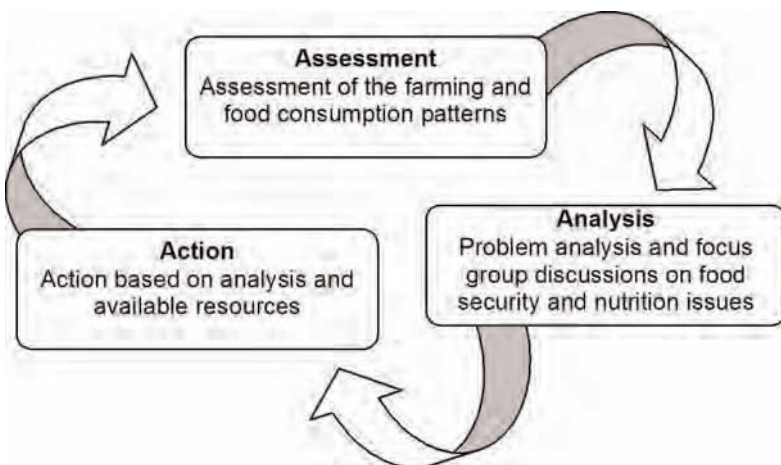 Assessment
Assessment of the farming and
food consumption patterns
Analysis
Problem analysis and focus
group discussions on food
security and nutrition issues
Action
Action based on analysis and
available resources